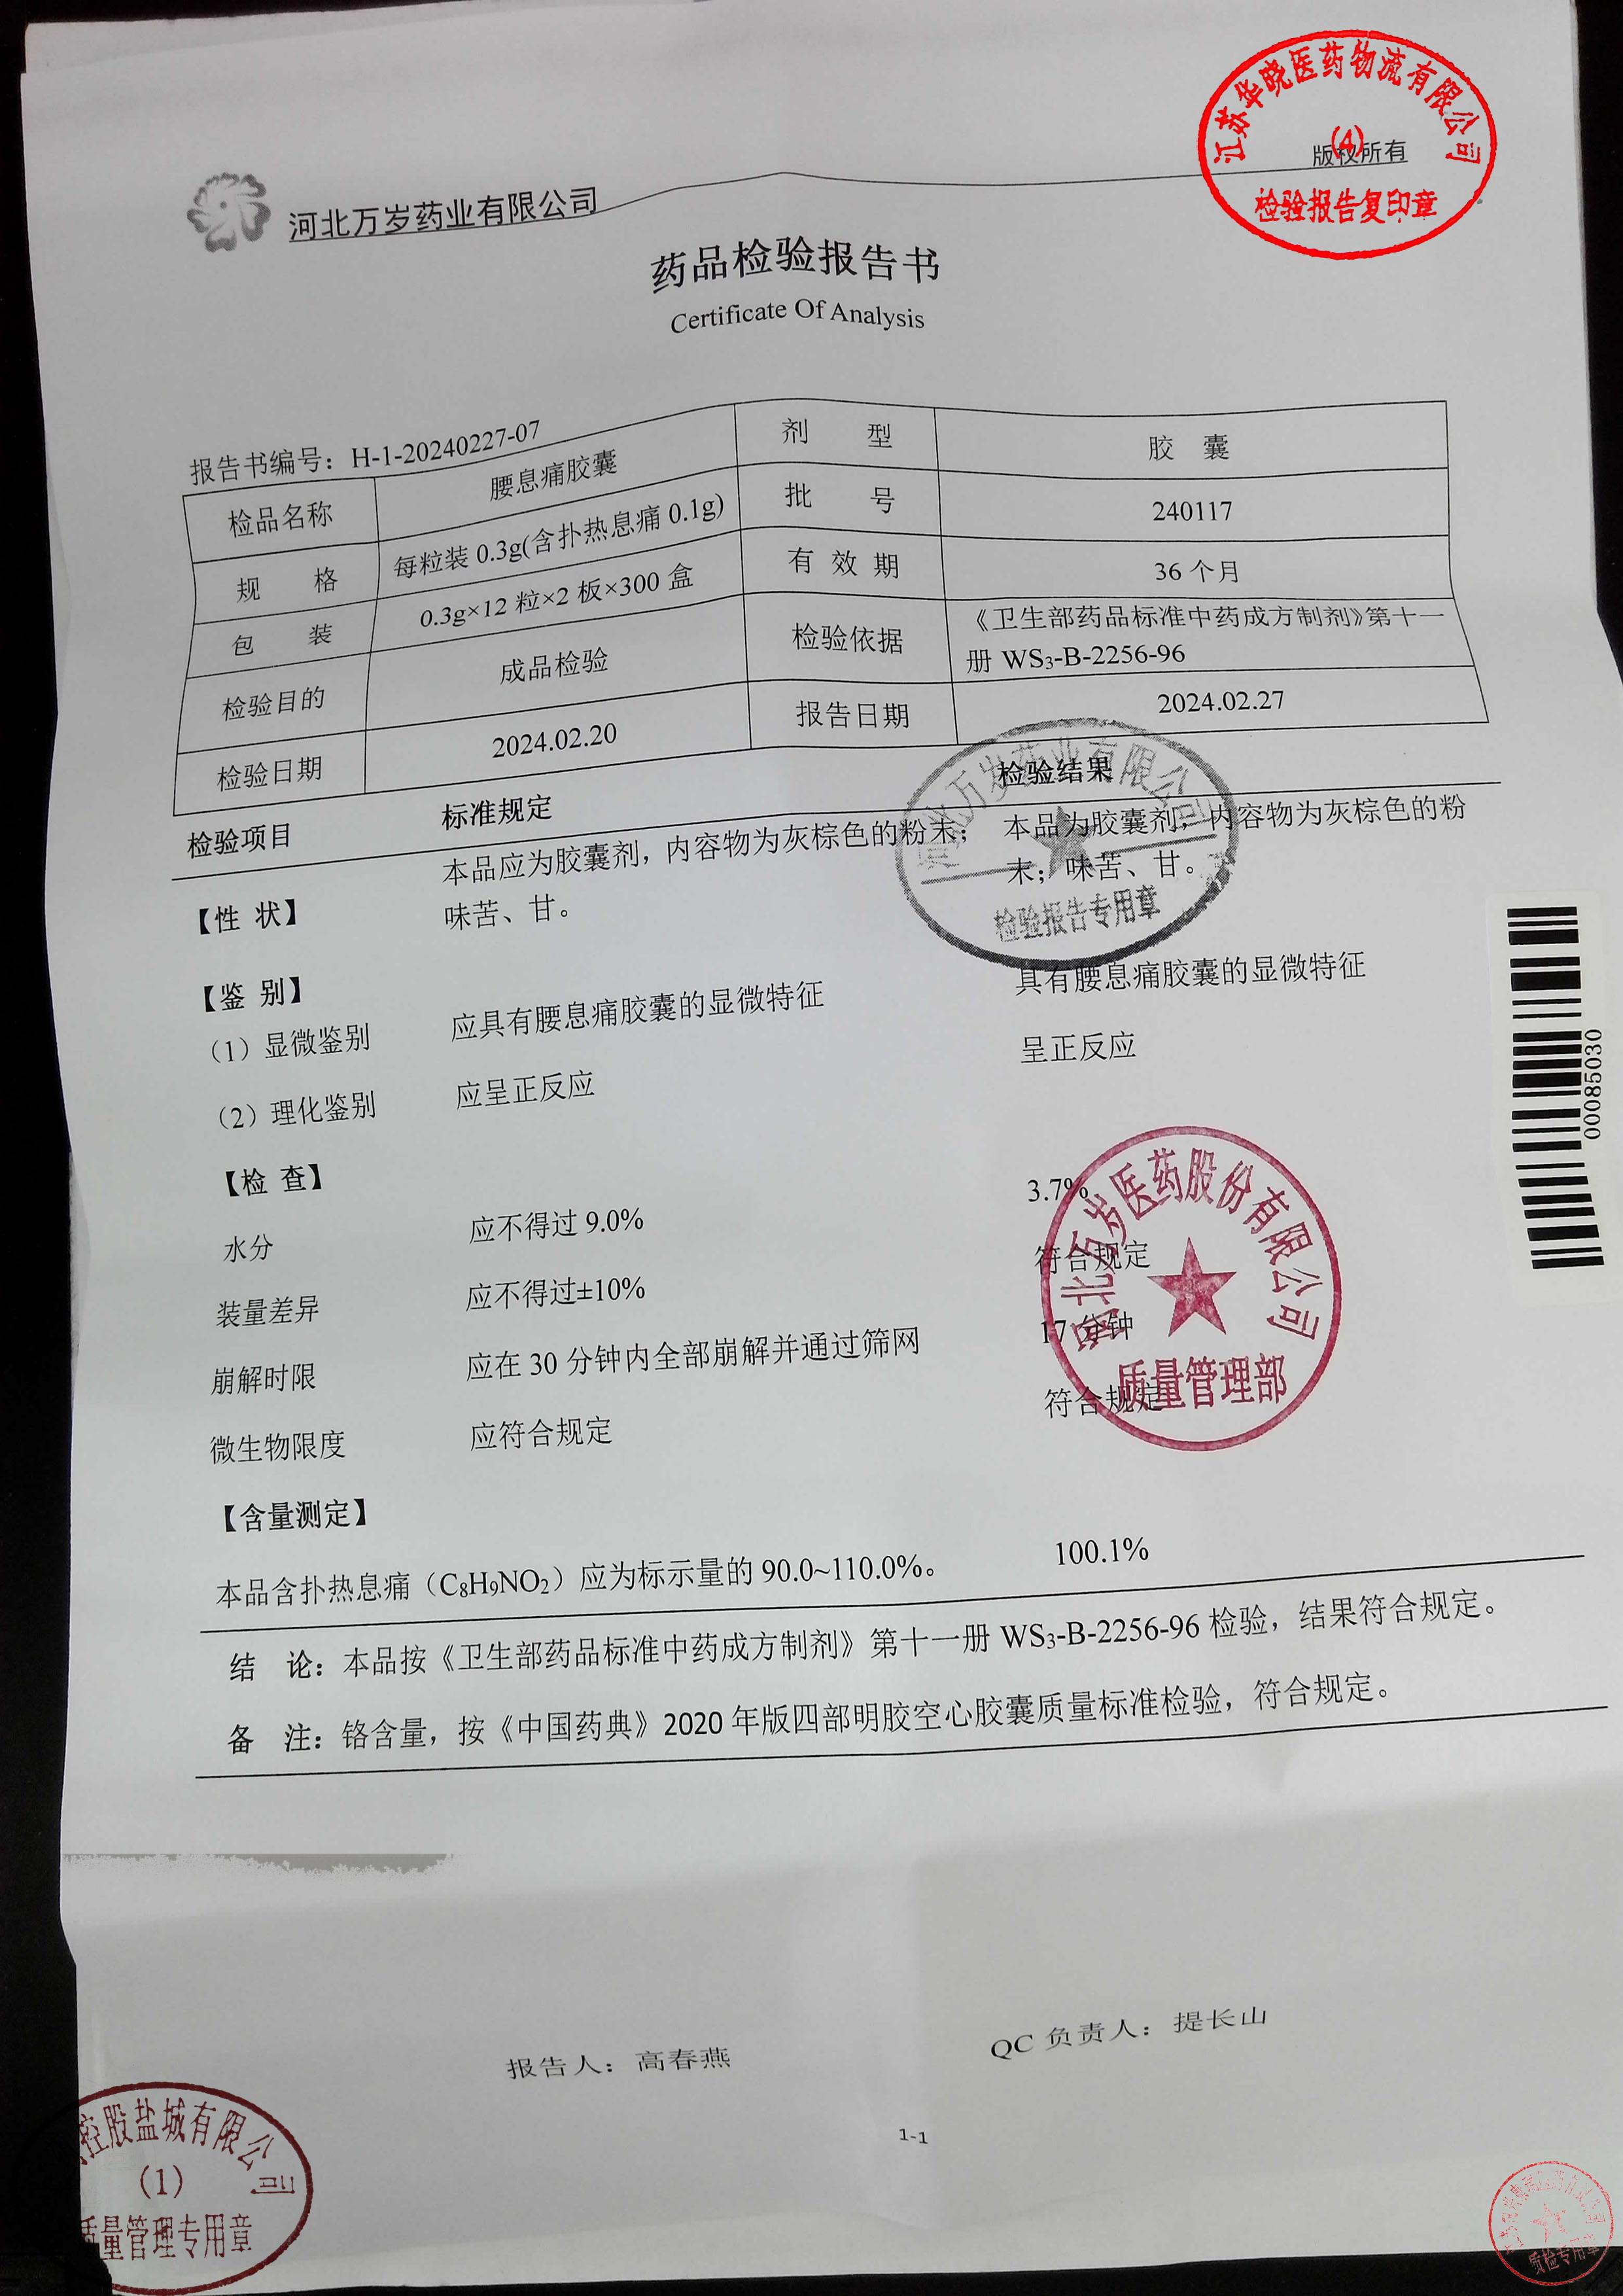 江苏华晓医药物流有限公司
(4)
检验报告复印章
版权所有
河北万岁药业有限公司
药品检验报告书
Certificate Of Analysis
报告书编号：H-1-20240227-07
检品名称 腰息痛胶囊 剂 型 胶 囊
规 格 每粒装 0.3g(含扑热息痛 0.1g) 批 号 240117
包 装 0.3g×12 粒×2 板×300 盒 有 效 期 36 个月
检验目的 成品检验 检验依据 《卫生部药品标准中药成方制剂》第十一
册 WS₃-B-2256-96
检验日期 2024.02.20 报告日期 2024.02.27
检验项目 标准规定 检验结果
【性 状】 本品应为胶囊剂，内容物为灰棕色的粉末； 本品为胶囊剂，内容物为灰棕色的粉
味苦、甘。 末；味苦、甘。
河北万岁药业有限公司
检验报告专用章
【鉴 别】
（1）显微鉴别 应具有腰息痛胶囊的显微特征 具有腰息痛胶囊的显微特征
（2）理化鉴别 应呈正反应 呈正反应
【检 查】
水分 应不得过 9.0% 3.7%
装量差异 应不得过±10% 符合规定
崩解时限 应在 30 分钟内全部崩解并通过筛网 17 分钟
微生物限度 应符合规定 符合规定
河北万岁医药股份有限公司
质量管理部
00085030
【含量测定】
本品含扑热息痛（C₈H₉NO₂）应为标示量的 90.0~110.0%。 100.1%
结 论：本品按《卫生部药品标准中药成方制剂》第十一册 WS₃-B-2256-96 检验，结果符合规定。
备 注：铬含量，按《中国药典》2020 年版四部明胶空心胶囊质量标准检验，符合规定。
报告人：高春燕 QC 负责人：提长山
1-1
控股盐城有限公司
(1)
质量管理专用章
质检专用章